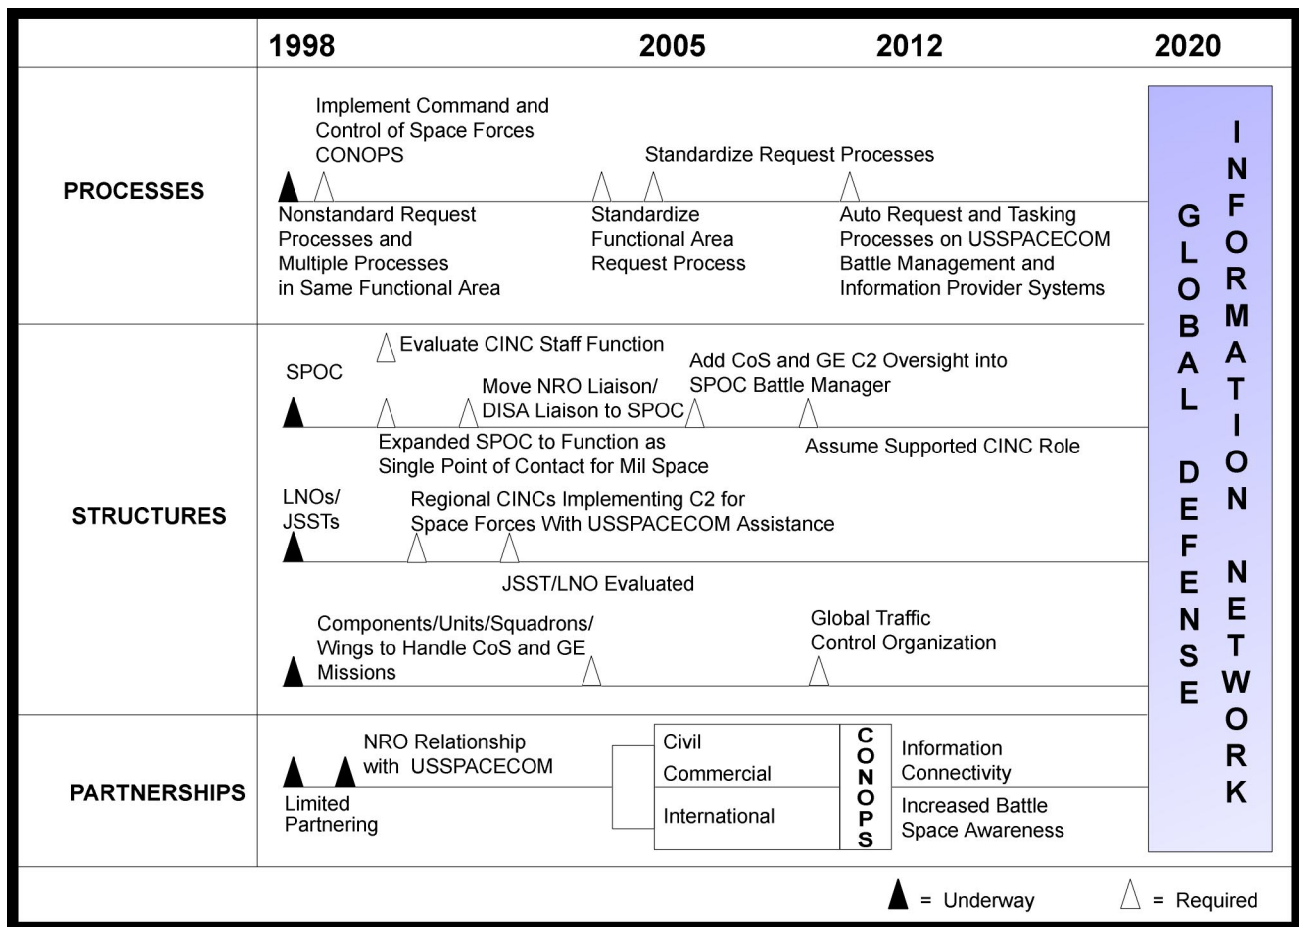 1998 2005 2012 2020
PROCESSES
Implement Command and
Control of Space Forces
CONOPS
Standardize Request Processes
Nonstandard Request
Processes and
Multiple Processes
in Same Functional Area
Standardize
Functional Area
Request Process
Auto Request and Tasking
Processes on USSPACECOM
Battle Management and
Information Provider Systems
STRUCTURES
SPOC
Evaluate CINC Staff Function
Move NRO Liaison/
DISA Liaison to SPOC
Add CoS and GE C2 Oversight into
SPOC Battle Manager
Expanded SPOC to Function as
Single Point of Contact for Mil Space
Assume Supported CINC Role
LNOs/
JSSTs
Regional CINCs Implementing C2 for
Space Forces With USSPACECOM Assistance
JSST/LNO Evaluated
Components/Units/Squadrons/
Wings to Handle CoS and GE
Missions
Global Traffic
Control Organization
PARTNERSHIPS
NRO Relationship
with USSPACECOM
Limited
Partnering
Civil
Commercial
International
CONOPS
Information
Connectivity
Increased Battle
Space Awareness
GLOBAL DEFENSE
INFORMATION NETWORK
= Underway
= Required